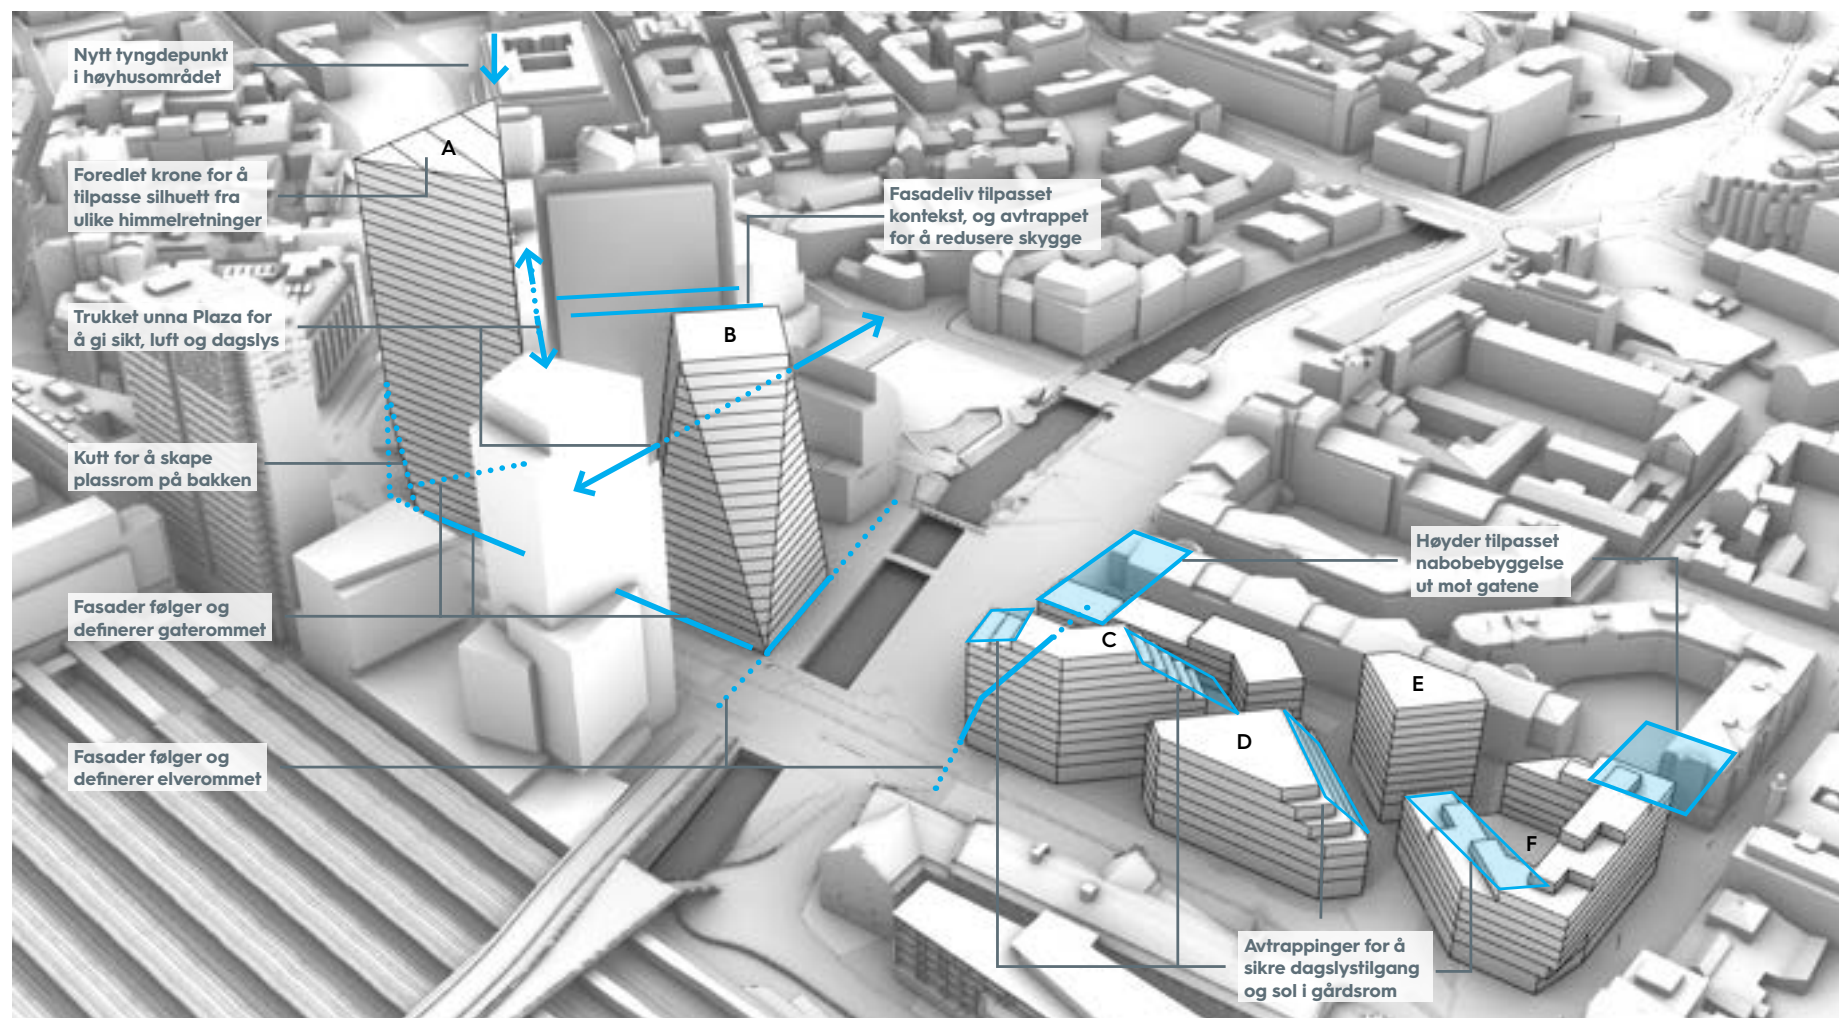 Nytt tyngdepunkt
i høyhusområdet
A
Foredlet krone for å
tilpasse silhuett fra
ulike himmelretninger
Fasadeliv tilpasset
kontekst, og avtrappet
for å redusere skygge
Trukket unna Plaza for
å gi sikt, luft og dagslys
B
Kutt for å skape
plassrom på bakken
Høyder tilpasset
nabobebyggelse
ut mot gatene
Fasader følger og
definerer gaterommet
C
E
D
Fasader følger og
definerer elverommet
F
Avtrappinger for å
sikre dagslystilgang
og sol i gårdsrom